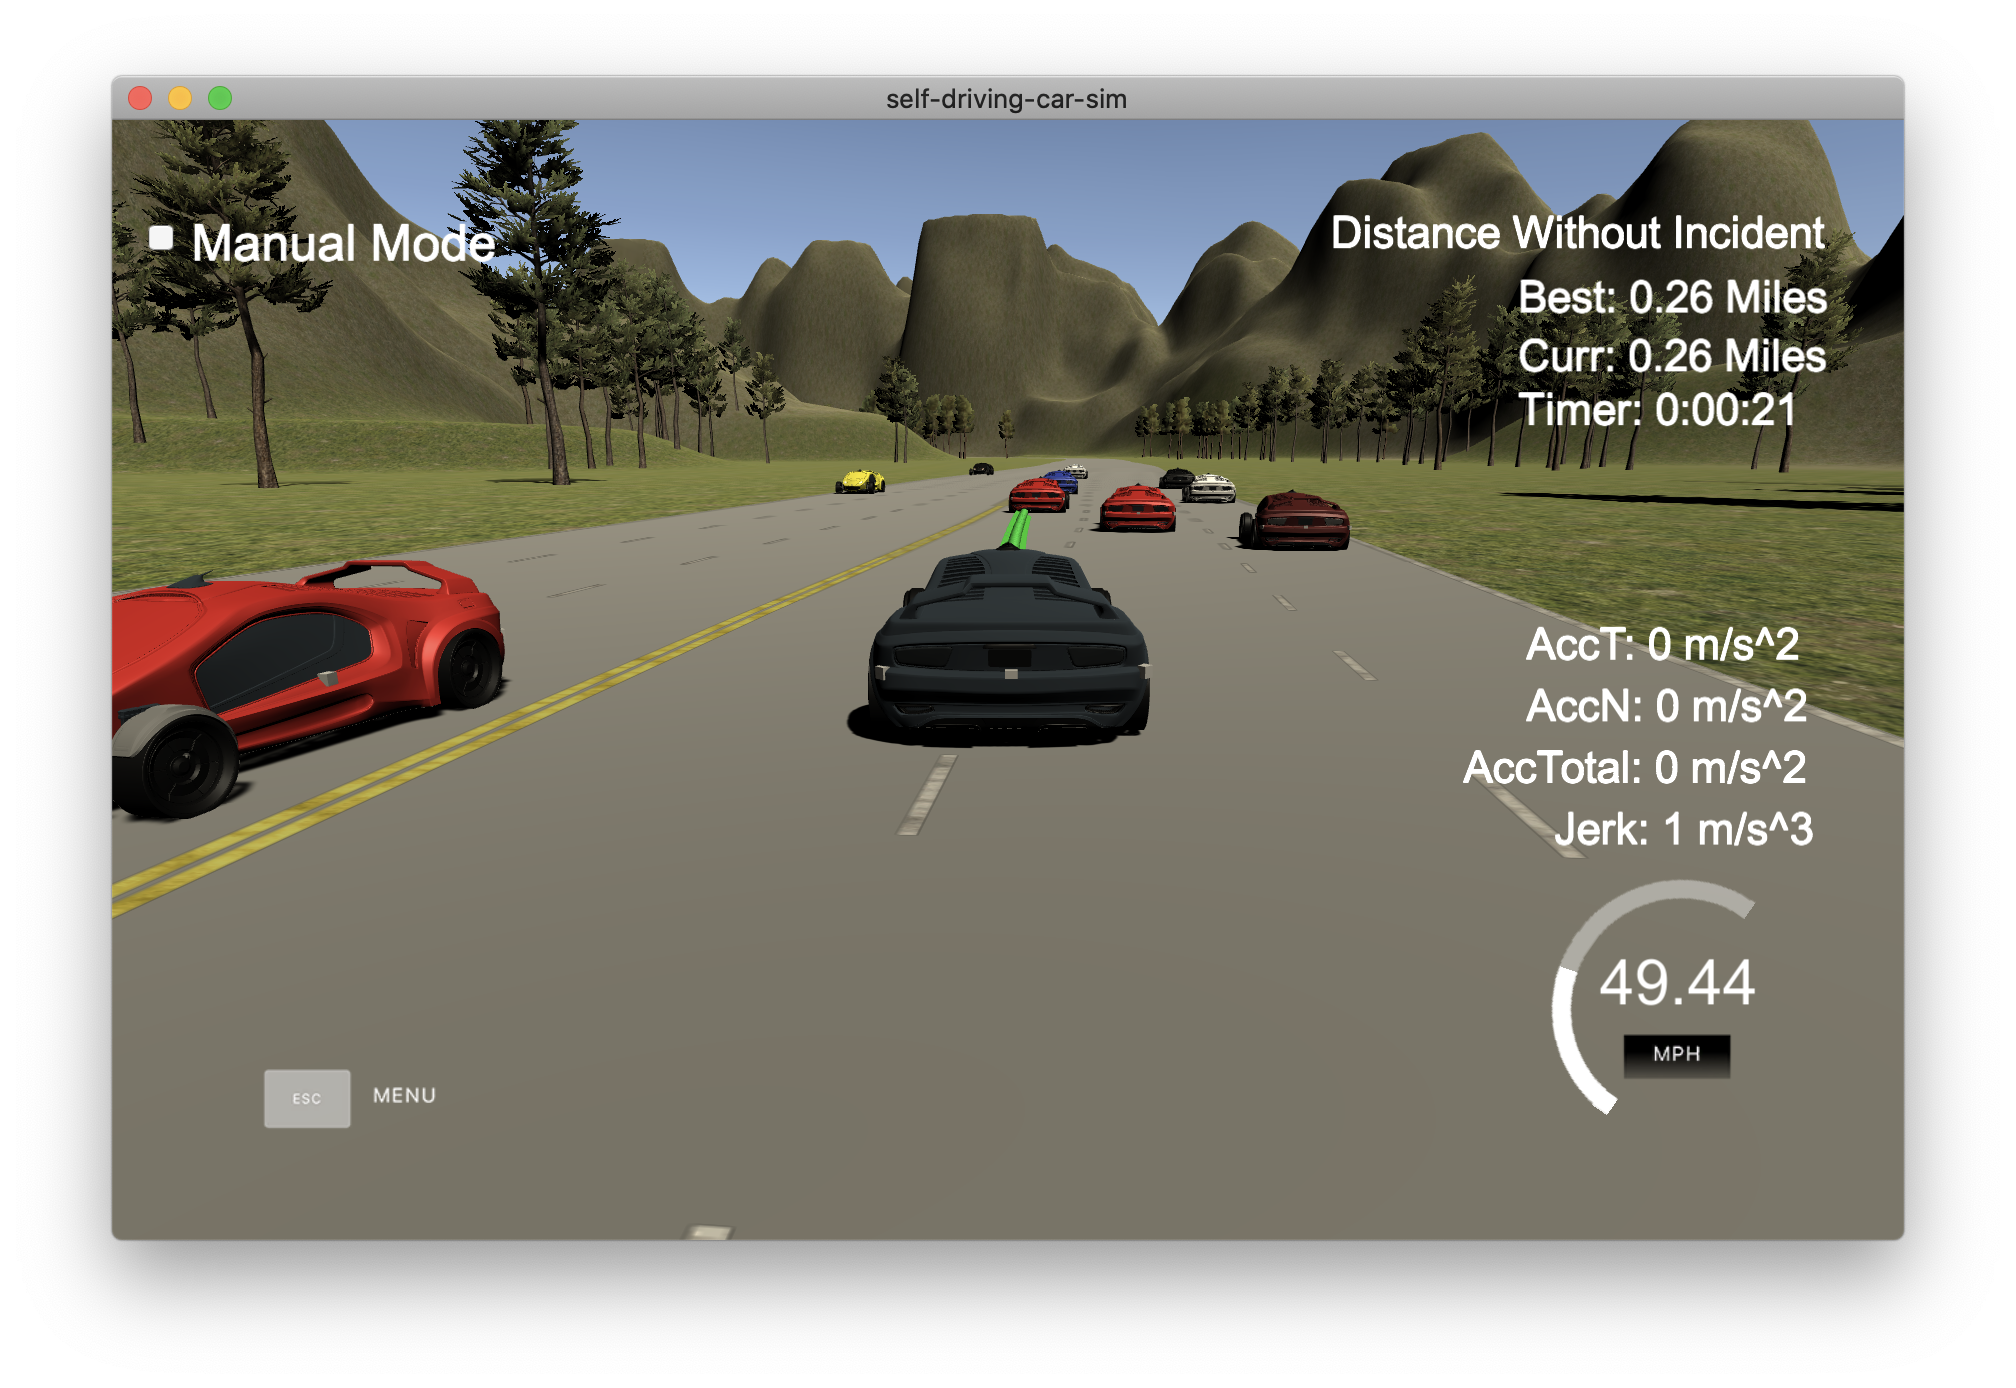 self-driving-car-sim
Manual Mode
Distance Without Incident
Best: 0.26 Miles
Curr: 0.26 Miles
Timer: 0:00:21
AccT: 0 m/s^2
AccN: 0 m/s^2
AccTotal: 0 m/s^2
Jerk: 1 m/s^3
49.44
MPH
ESC MENU